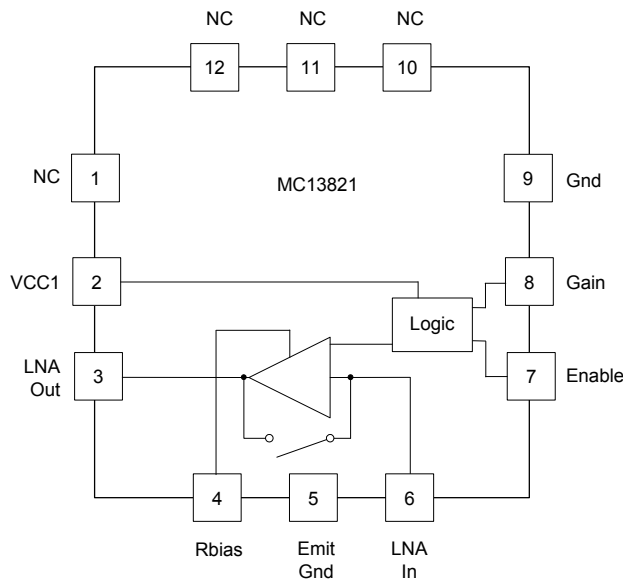 NC NC NC
12 11 10
NC 1 MC13821 9 Gnd
VCC1 2 8 Gain
Logic
LNA
Out
3 7 Enable
4 5 6
Rbias Emit
Gnd
LNA
In